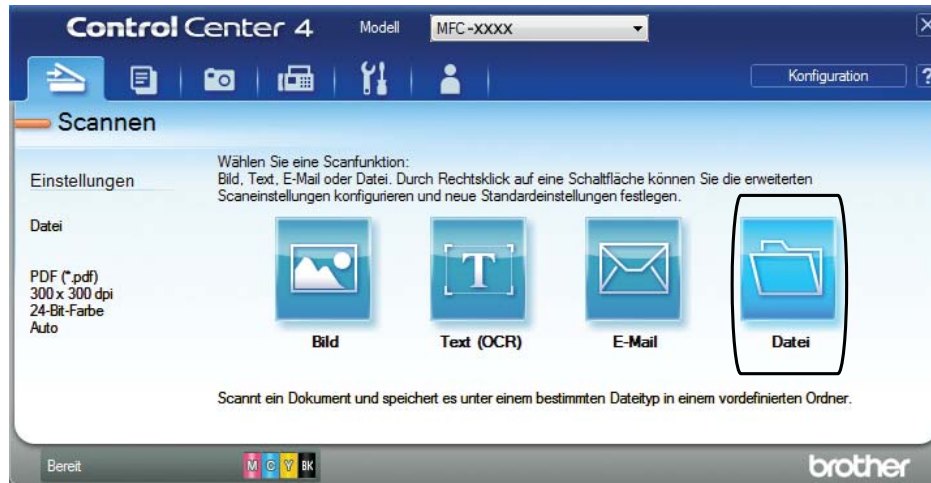 Control Center 4
Modell
MFC-XXXX
Konfiguration
?
Scannen
Einstellungen
Datei
PDF (*.pdf)
300 x 300 dpi
24-Bit-Farbe
Auto
Wählen Sie eine Scanfunktion:
Bild, Text, E-Mail oder Datei. Durch Rechtsklick auf eine Schaltfläche können Sie die erweiterten
Scaneinstellungen konfigurieren und neue Standardeinstellungen festlegen.
T
Bild
Text (OCR)
E-Mail
Datei
Scannt ein Dokument und speichert es unter einem bestimmten Dateityp in einem vordefinierten Ordner.
Bereit
M C Y BK
brother